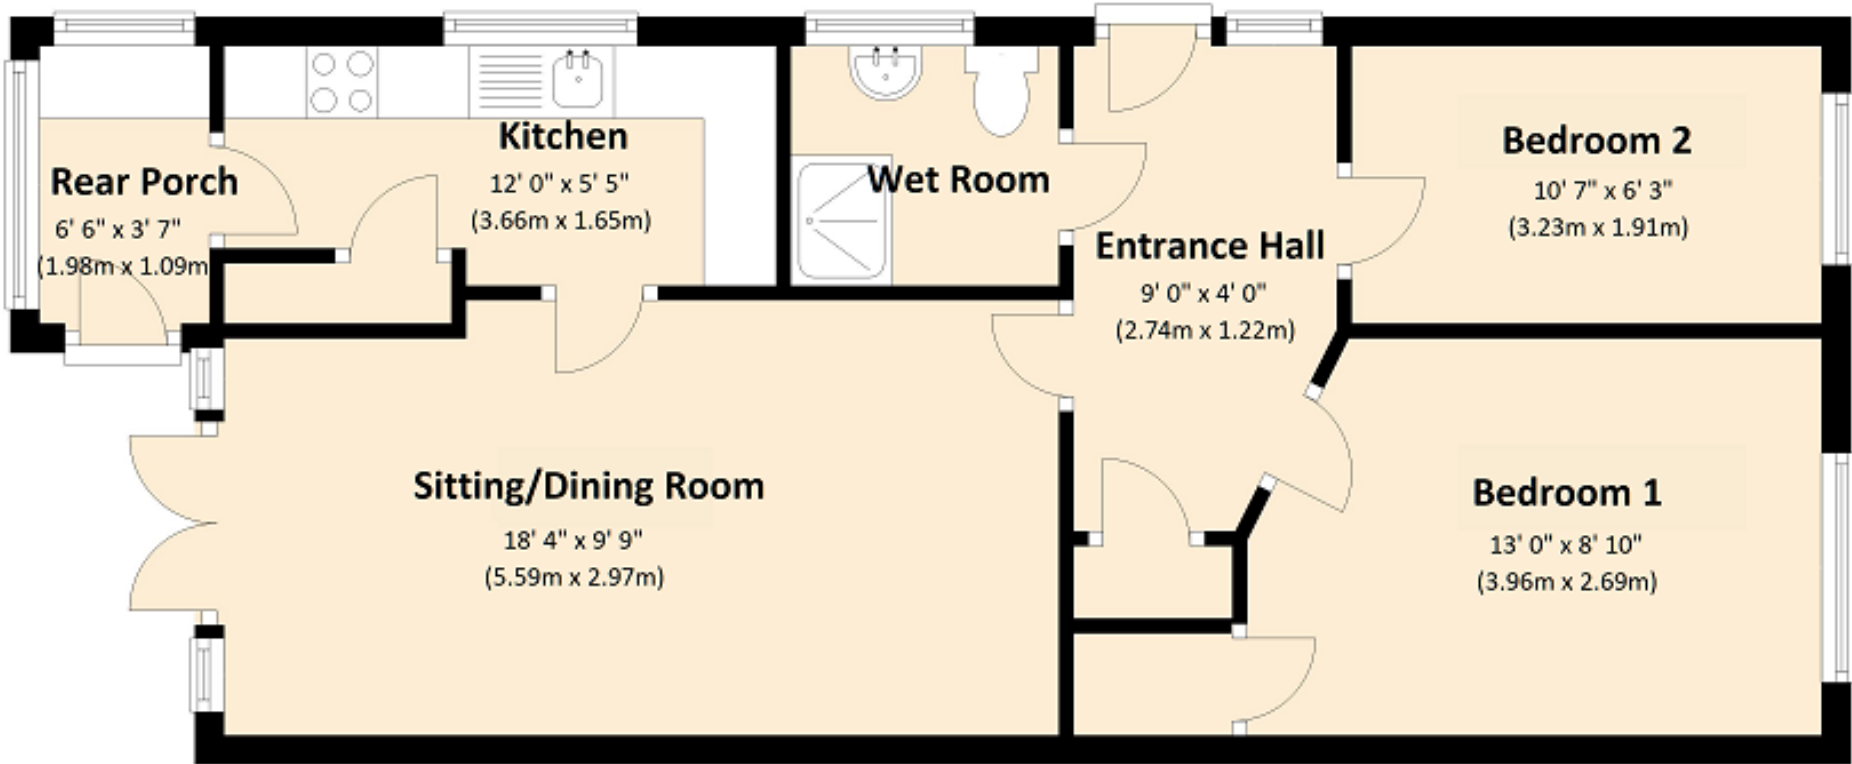 Rear Porch
6' 6" x 3' 7"
(1.98m x 1.09m
Kitchen
12' 0" x 5' 5"
(3.66m x 1.65m)
Wet Room
Entrance Hall
9' 0" x 4' 0"
(2.74m x 1.22m)
Bedroom 2
10' 7" x 6' 3"
(3.23m x 1.91m)
Sitting/Dining Room
18' 4" x 9' 9"
(5.59m x 2.97m)
Bedroom 1
13' 0" x 8' 10"
(3.96m x 2.69m)